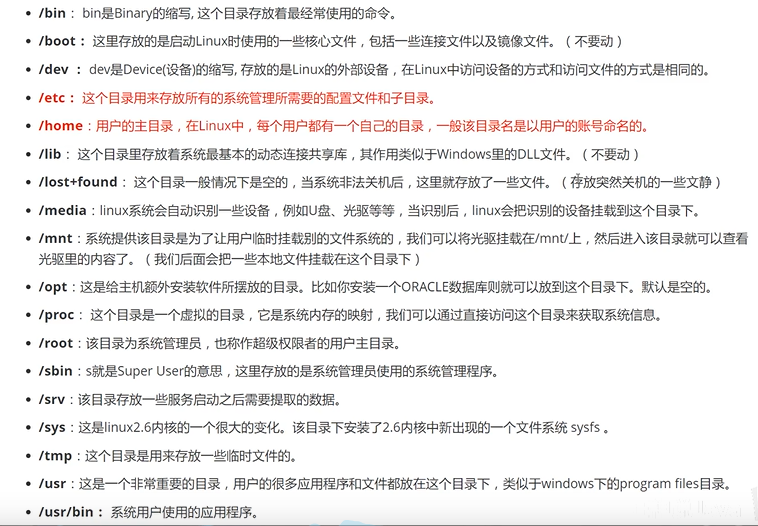 /bin： bin是Binary的缩写, 这个目录存放着最经常使用的命令。
/boot： 这里存放的是启动Linux时使用的一些核心文件，包括一些连接文件以及镜像文件。（不要动）
/dev ： dev是Device(设备)的缩写, 存放的是Linux的外部设备，在Linux中访问设备的方式和访问文件的方式是相同的。
/etc： 这个目录用来存放所有的系统管理所需要的配置文件和子目录。
/home：用户的主目录，在Linux中，每个用户都有一个自己的目录，一般该目录名是以用户的账号命名的。
/lib： 这个目录里存放着系统最基本的动态连接共享库，其作用类似于Windows里的DLL文件。（不要动）
/lost+found： 这个目录一般情况下是空的，当系统非法关机后，这里就存放了一些文件。（存放突然关机的一些文静）
/media：linux系统会自动识别一些设备，例如U盘、光驱等等，当识别后，linux会把识别的设备挂载到这个目录下。
/mnt：系统提供该目录是为了让用户临时挂载别的文件系统的，我们可以将光驱挂载在/mnt/上，然后进入该目录就可以查看
光驱里的内容了。（我们后面会把一些本地文件挂载在这个目录下）
/opt：这是给主机额外安装软件所摆放的目录。比如你安装一个ORACLE数据库则就可以放到这个目录下。默认是空的。
/proc： 这个目录是一个虚拟的目录，它是系统内存的映射，我们可以通过直接访问这个目录来获取系统信息。
/root：该目录为系统管理员，也称作超级权限者的用户主目录。
/sbin：s就是Super User的意思，这里存放的是系统管理员使用的系统管理程序。
/srv：该目录存放一些服务启动之后需要提取的数据。
/sys：这是linux2.6内核的一个很大的变化。该目录下安装了2.6内核中新出现的一个文件系统 sysfs 。
/tmp：这个目录是用来存放一些临时文件的。
/usr：这是一个非常重要的目录，用户的很多应用程序和文件都放在这个目录下，类似于windows下的program files目录。
/usr/bin： 系统用户使用的应用程序。